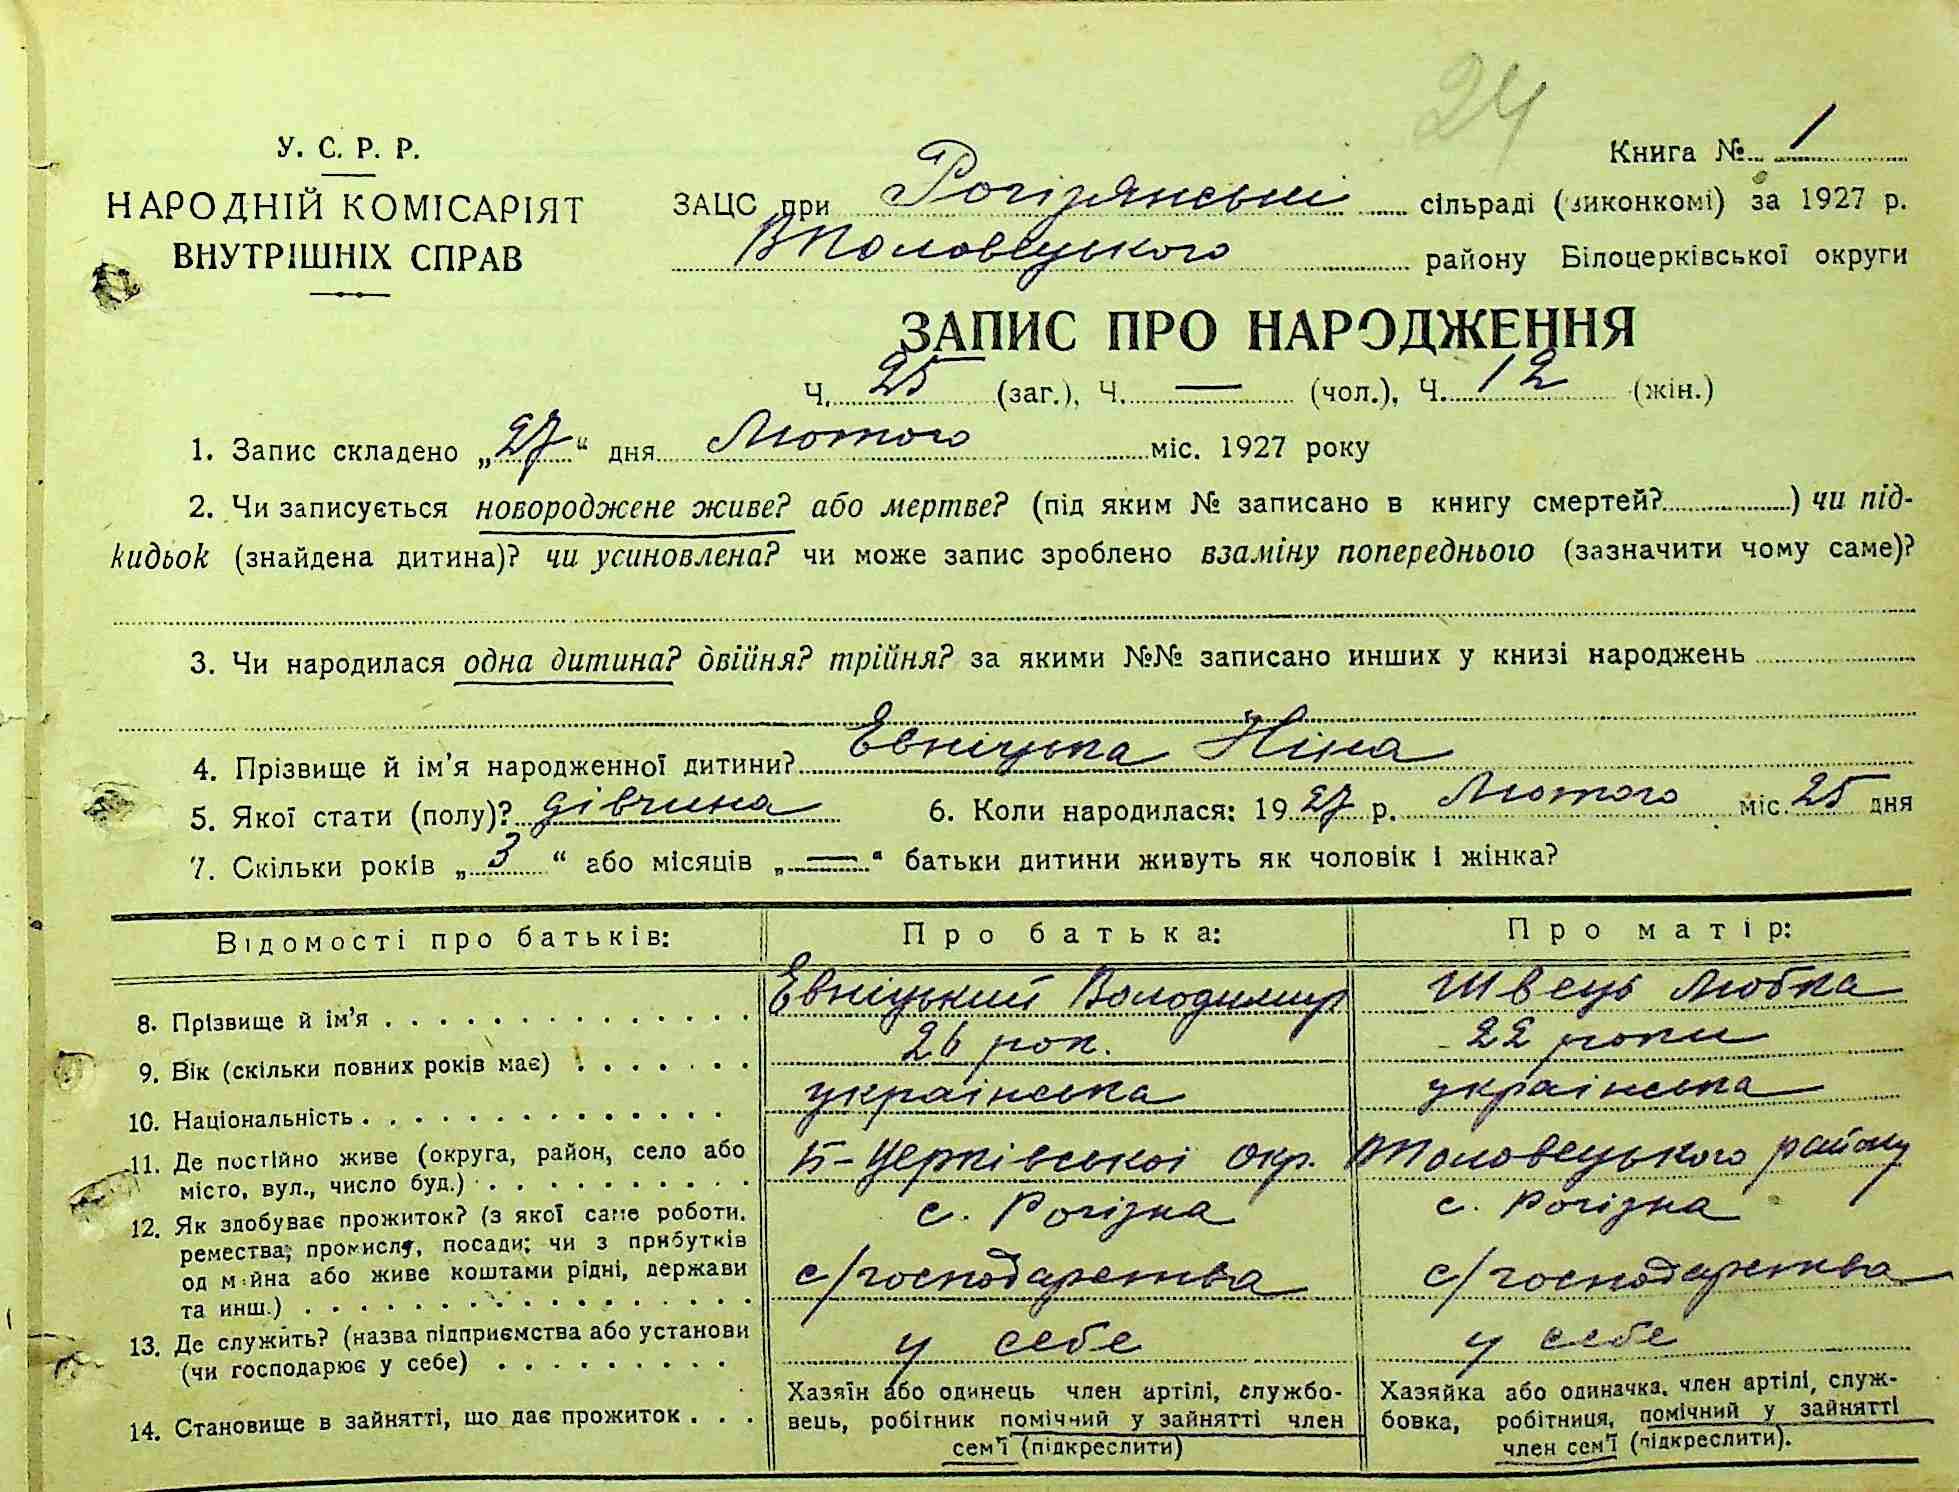 24
У. С. Р. Р.
НАРОДНІЙ КОМІСАРІЯТ
ВНУТРІШНІХ СПРАВ
Книга № 1
ЗАЦС при Рогізянські сільраді (виконкомі) за 1927 р.
Вполовецького району Білоцерківської округи
ЗАПИС ПРО НАРОДЖЕННЯ
Ч. 25 (заг.), Ч. — (чол.), Ч. 12 (жін.)
1. Запис складено „27“ дня Лютого міс. 1927 року
2. Чи записується новороджене живе? або мертве? (під яким № записано в книгу смертей?) чи під-
кидьок (знайдена дитина)? чи усиновлена? чи може запис зроблено взаміну попереднього (зазначити чому саме)?
3. Чи народилася одна дитина? двійня? трійня? за якими №№ записано инших у книзі народжень
4. Прізвище й ім’я народженної дитини? Евніцька Ніна
5. Якої стати (полу)? дівчина 6. Коли народилася: 1927 р. Лютого міс. 25 дня
7. Скільки років „3“ або місяців „—“ батьки дитини живуть як чоловік і жінка?
Відомості про батьків: Про батька: Про матір:
8. Прізвище й ім’я Евніцький Володимир Швець Любка
9. Вік (скільки повних років має) 26 рок. 22 роки
10. Національність українська українська
11. Де постійно живе (округа, район, село або Б-Церківської Окр. Вполовецького району
місто, вул., число буд.) с. Рогізна с. Рогізна
12. Як здобуває прожиток? (з якої саме роботи,
ремества; промислу, посади; чи з прибутків
од майна або живе коштами рідні, держави с/господарства с/господарства
та инш.)
13. Де служить? (назва підприємства або установи у себе у себе
(чи господарює у себе)
14. Становище в зайнятті, що дає прожиток
Хазяїн або одинець член артілі, службо-
вець, робітник помічний у зайнятті член
сем’ї (підкреслити)
Хазяйка або одиначка, член артілі, служ-
бовка, робітниця, помічний у зайнятті
член сем’ї (підкреслити).